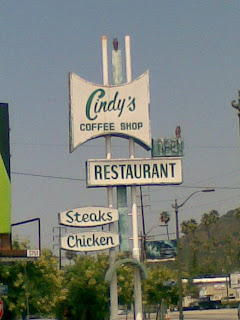 Cindy's
COFFEE SHOP
OPEN
RESTAURANT
Steaks
Chicken